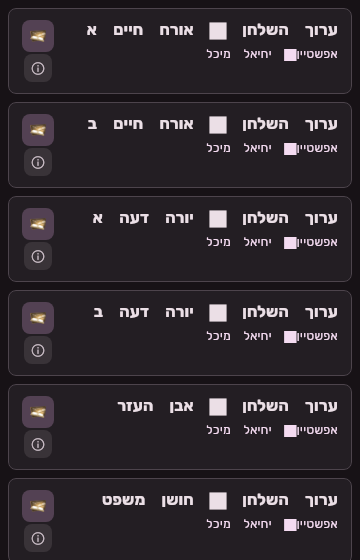 ערוך השלחן אורח חיים א
אפשטיין יחיאל מיכל
ערוך השלחן אורח חיים ב
אפשטיין יחיאל מיכל
ערוך השלחן יורה דעה א
אפשטיין יחיאל מיכל
ערוך השלחן יורה דעה ב
אפשטיין יחיאל מיכל
ערוך השלחן אבן העזר
אפשטיין יחיאל מיכל
ערוך השלחן חושן משפט
אפשטיין יחיאל מיכל